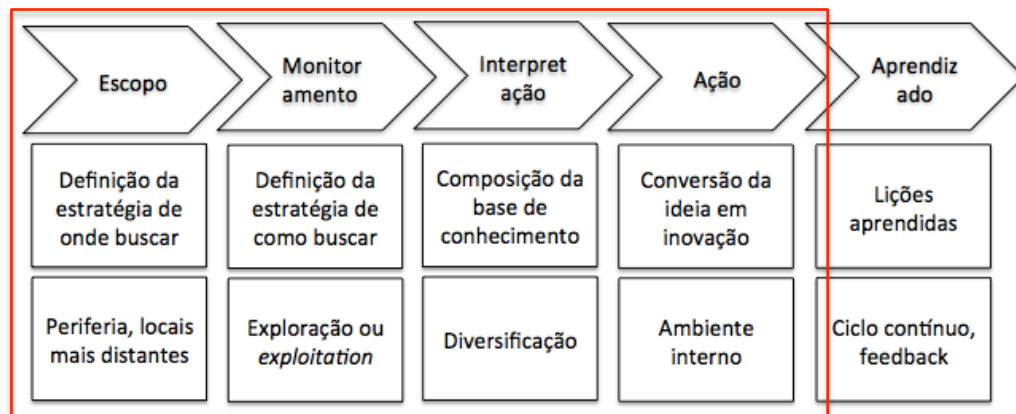 Escopo
Monitor
amento
Interpret
ação
Ação
Aprendiz
ado
Definição da
estratégia de
onde buscar
Definição da
estratégia de
como buscar
Composição da
base de
conhecimento
Conversão da
ideia em
inovação
Lições
aprendidas
Periferia, locais
mais distantes
Exploração ou
exploitation
Diversificação
Ambiente
interno
Ciclo contínuo,
feedback